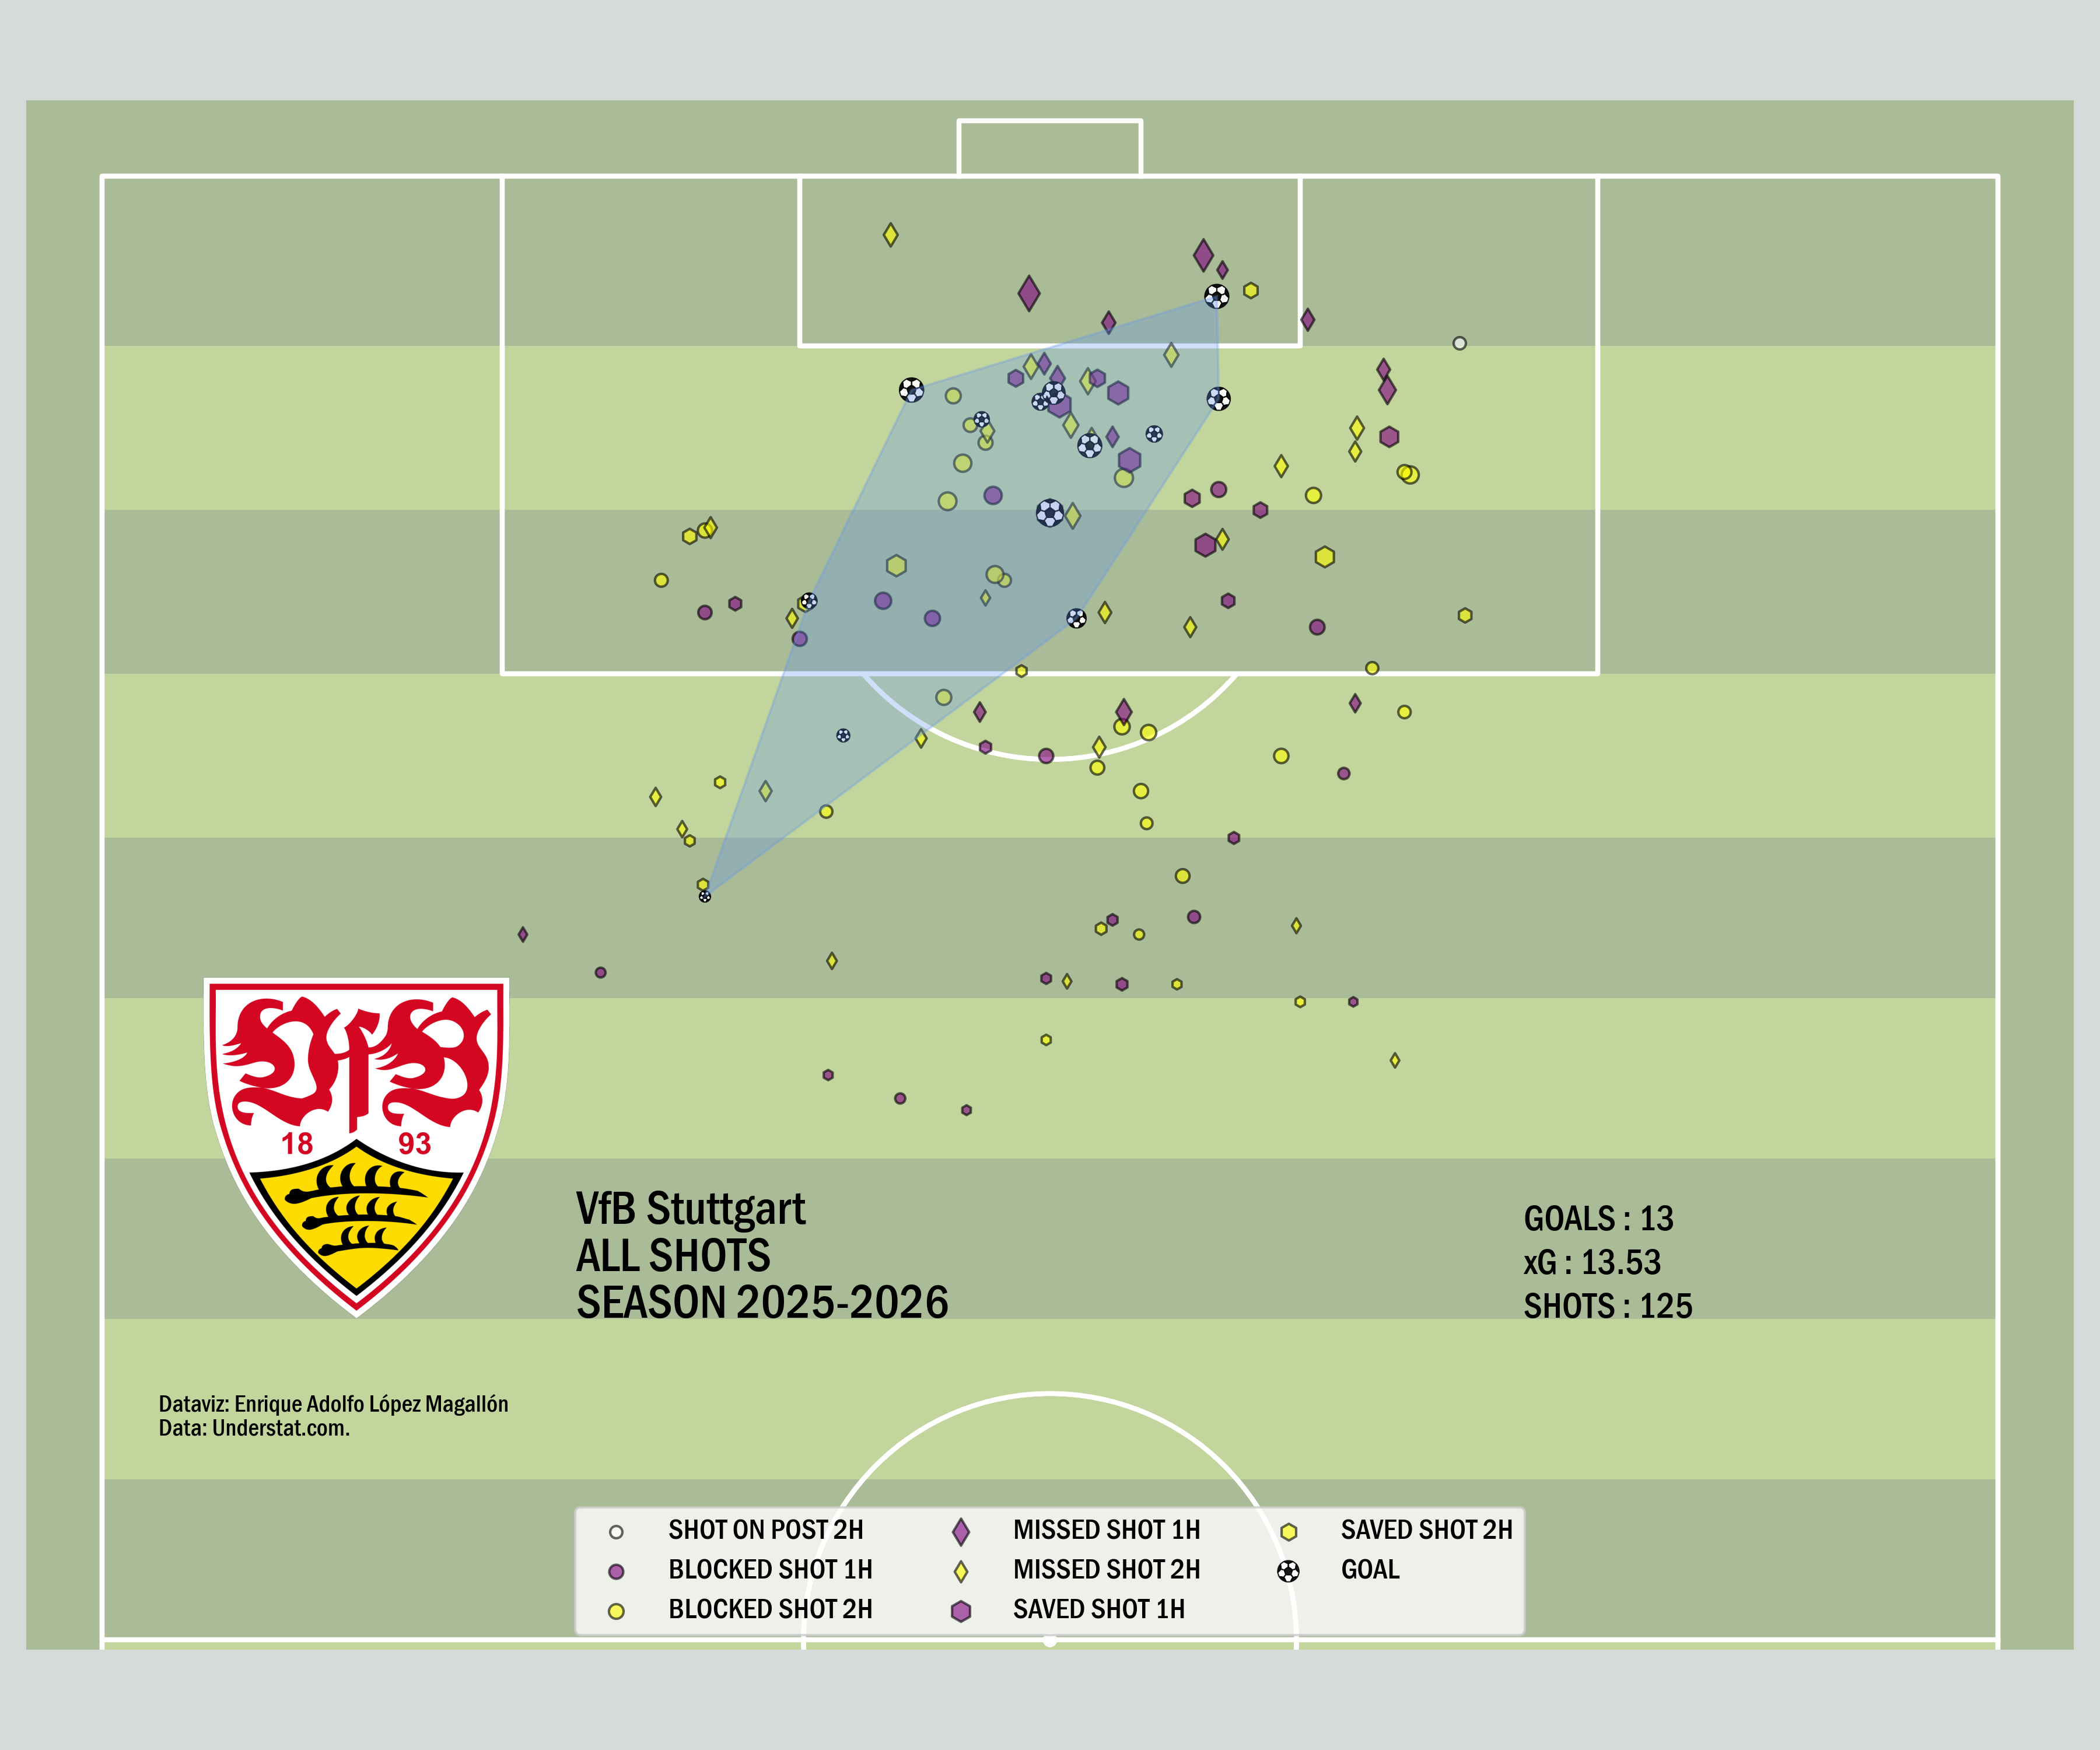 18 93
VfB Stuttgart
ALL SHOTS
SEASON 2025-2026
GOALS : 13
xG : 13.53
SHOTS : 125
Dataviz: Enrique Adolfo López Magallón
Data: Understat.com.
SHOT ON POST 2H
BLOCKED SHOT 1H
BLOCKED SHOT 2H
MISSED SHOT 1H
MISSED SHOT 2H
SAVED SHOT 1H
SAVED SHOT 2H
GOAL